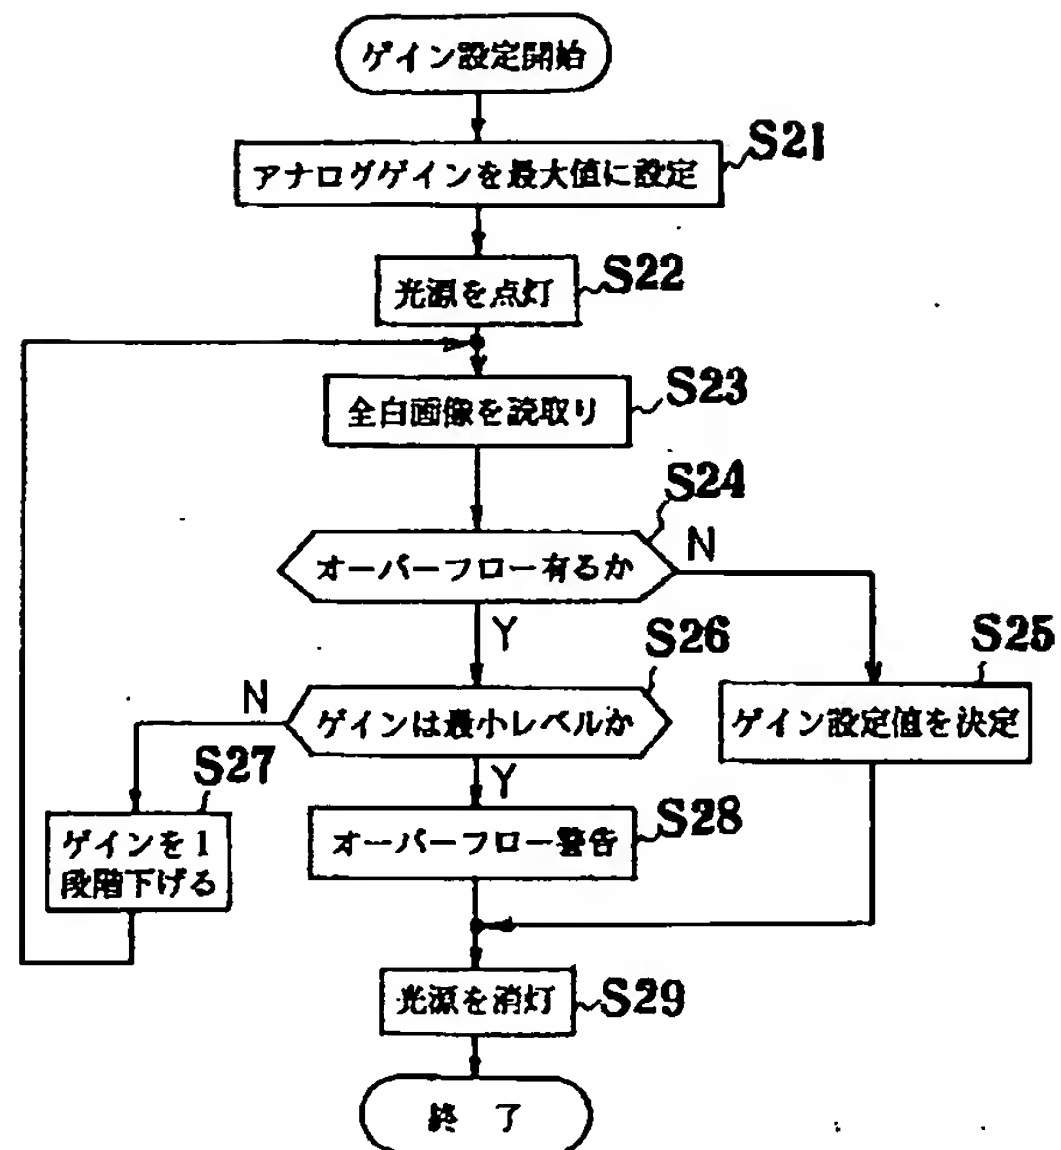 ゲイン設定開始
S21
アナログゲインを最大値に設定
S22
光源を点灯
S23
全白画像を読取り
S24
オーバーフロー有るか
N
Y
S26
S25
N
ゲインは最小レベルか
ゲイン設定値を決定
S27
Y
S28
ゲインを1
段階下げる
オーバーフロー警告
光源を消灯
S29
終 了